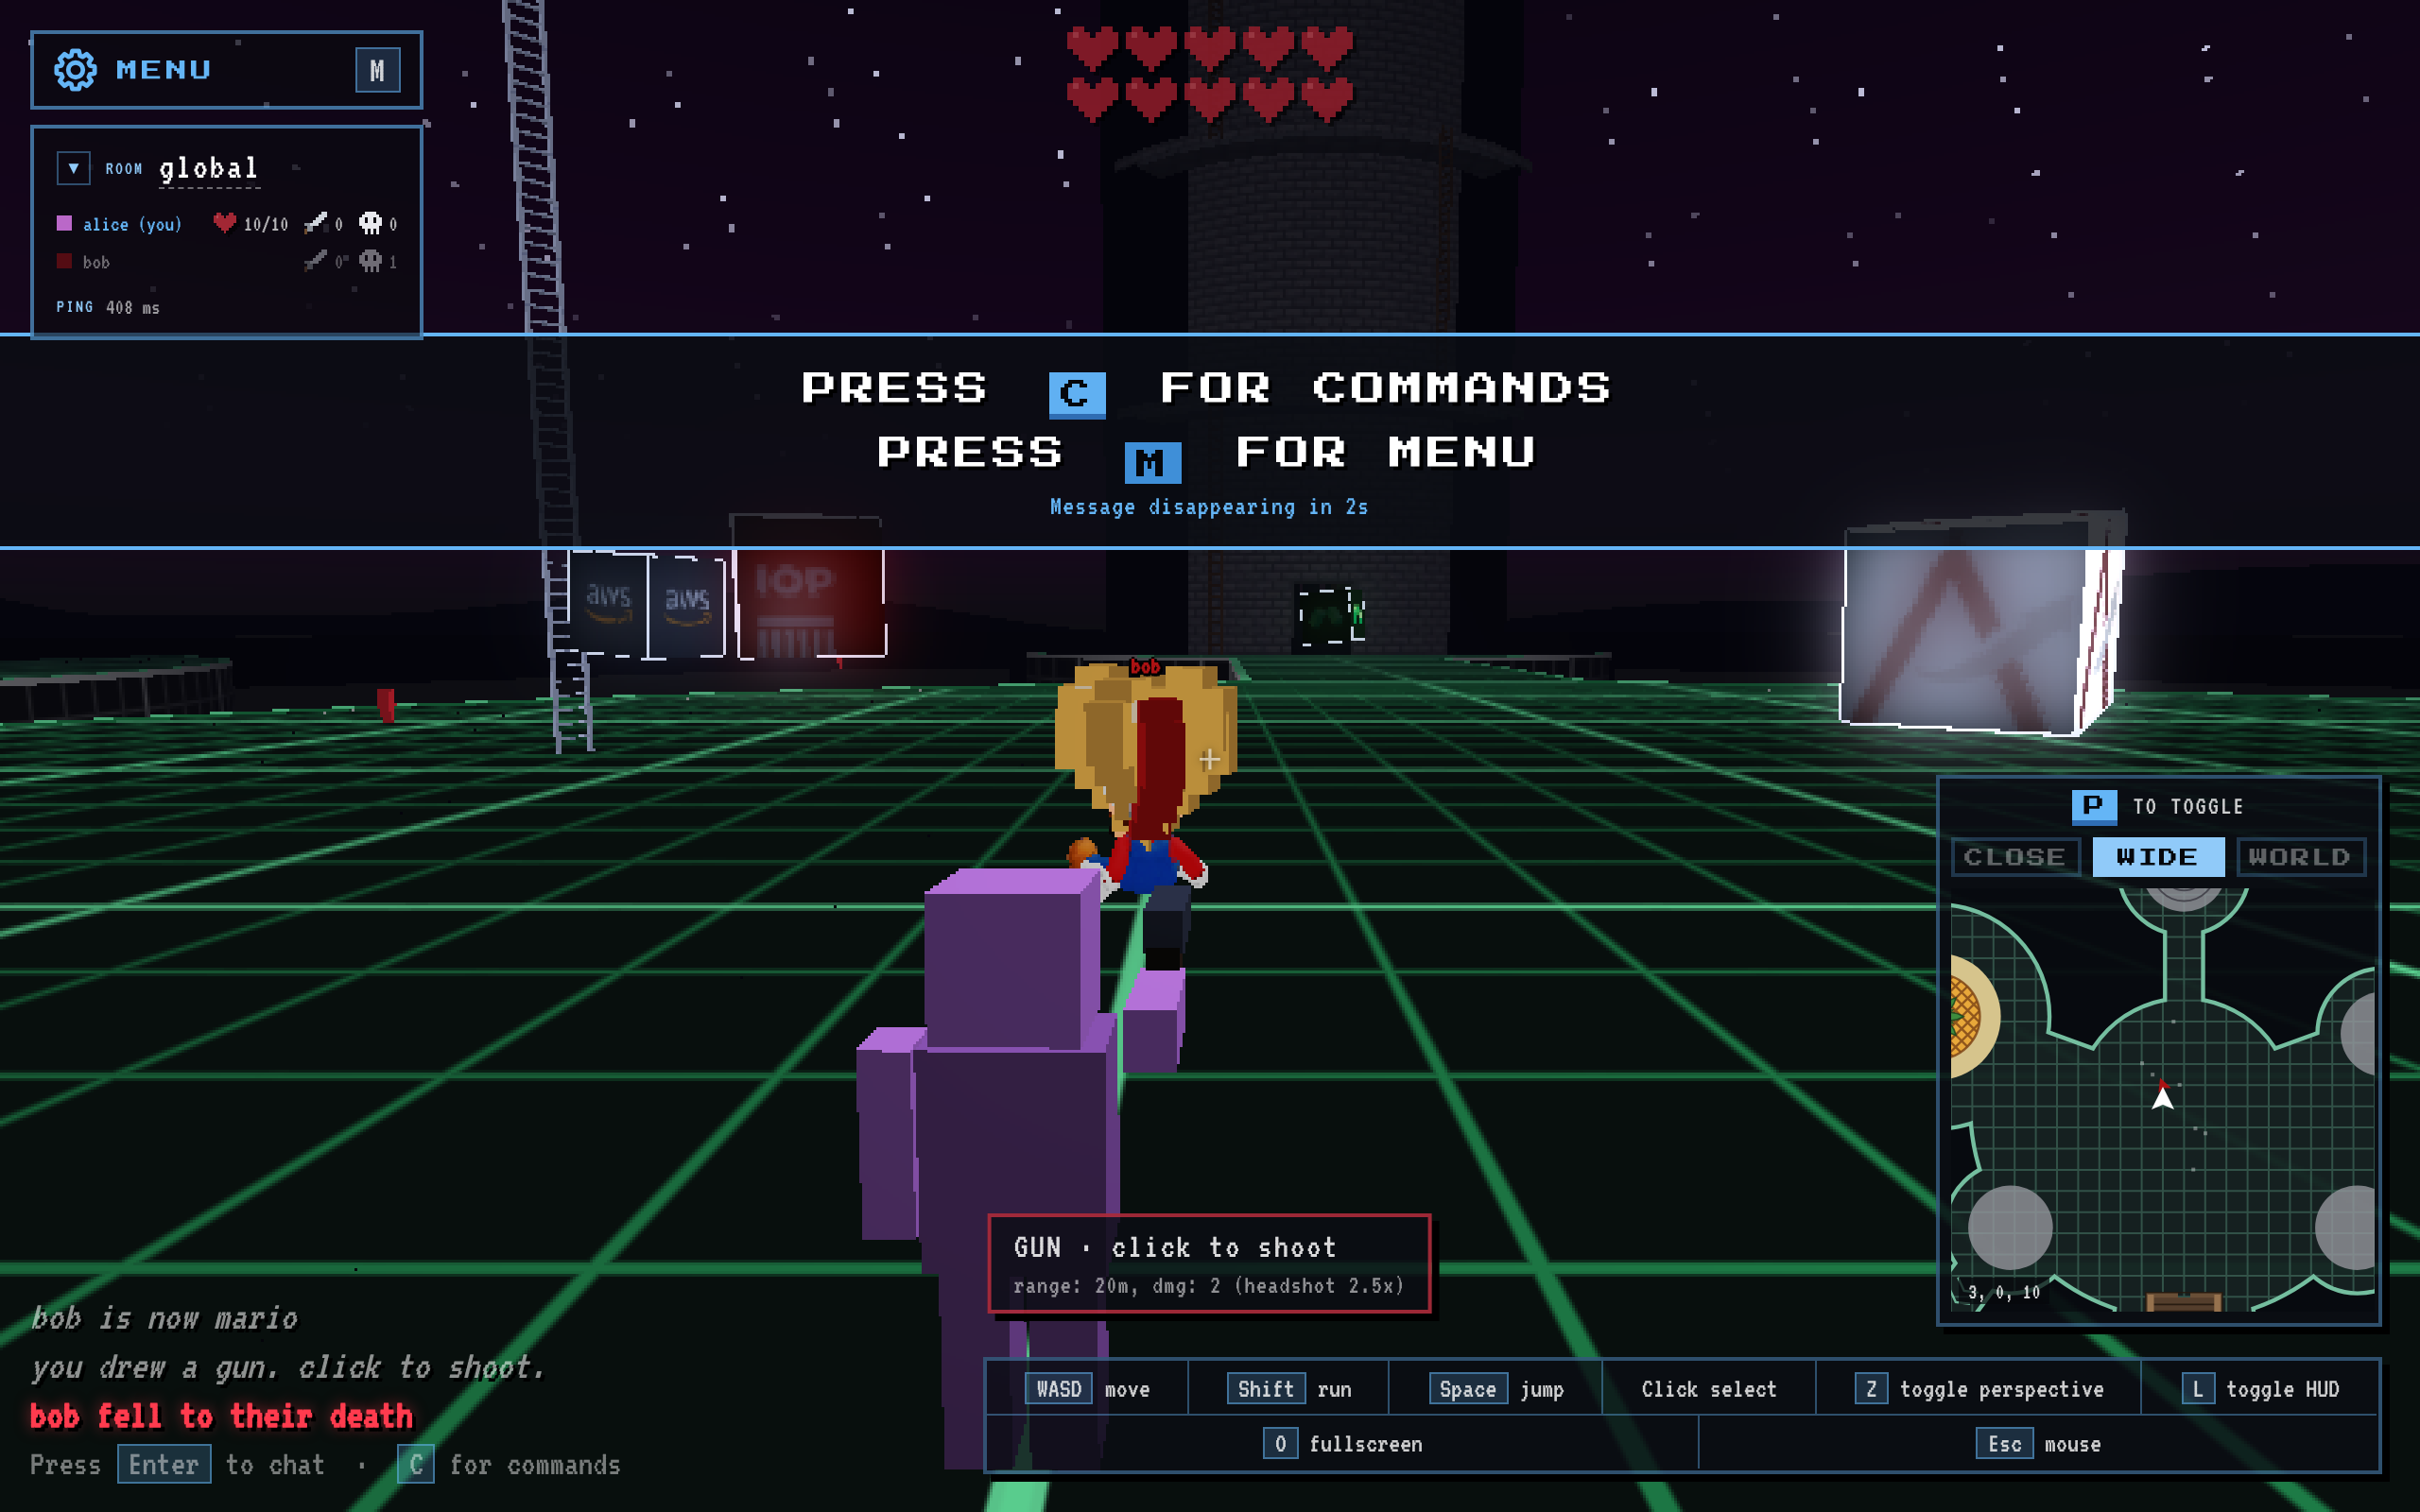 MENU M
▼ ROOM global
alice (you) 10/10 0 0
bob 0 1
PING 408 ms
PRESS C FOR COMMANDS
PRESS M FOR MENU
Message disappearing in 2s
aws aws
bob
P TO TOGGLE
CLOSE WIDE WORLD
3, 0, 10
GUN · click to shoot
range: 20m, dmg: 2 (headshot 2.5x)
bob is now mario
you drew a gun. click to shoot.
bob fell to their death
Press Enter to chat · C for commands
WASD move Shift run Space jump Click select Z toggle perspective L toggle HUD
O fullscreen Esc mouse